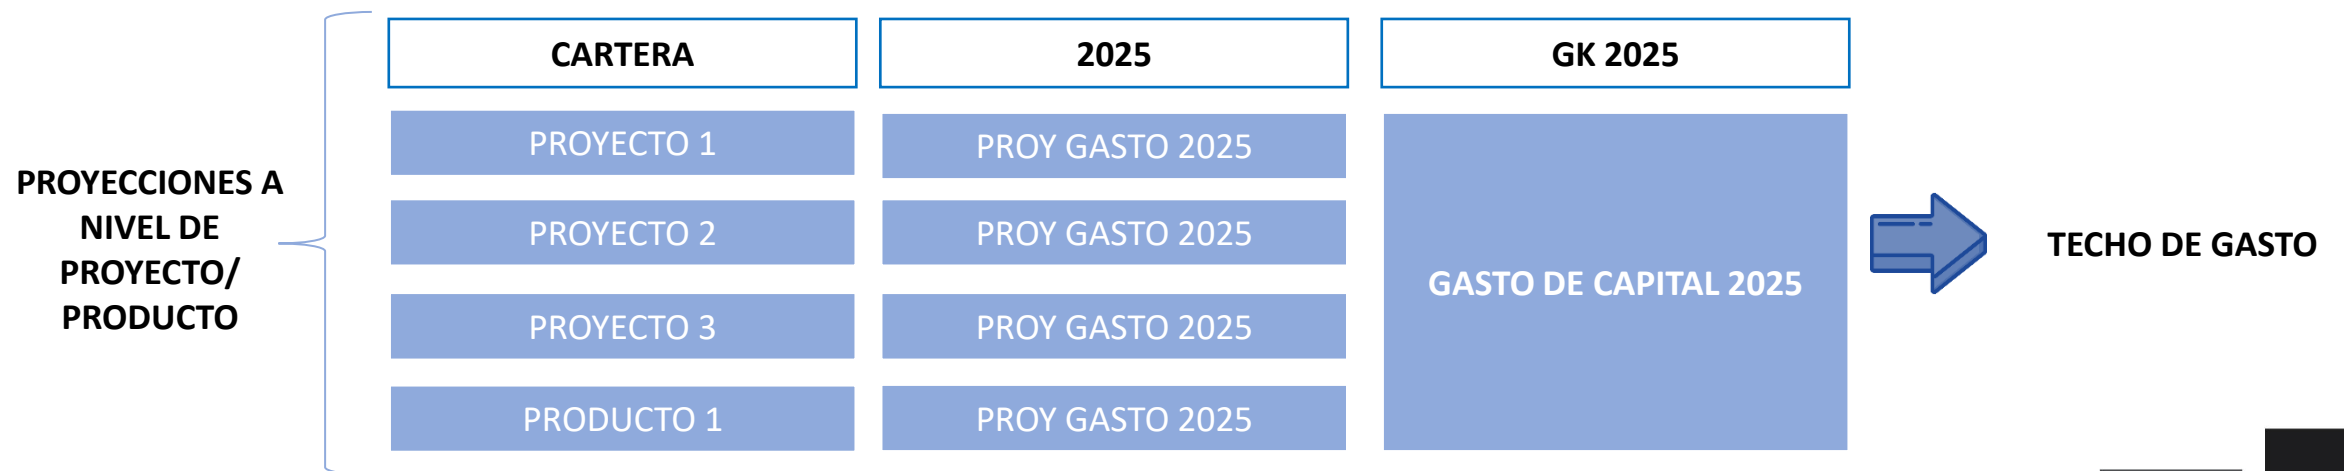 CARTERA
2025
GK 2025
PROYECCIONES A
NIVEL DE
PROYECTO/
PRODUCTO
PROYECTO 1
PROY GASTO 2025
PROYECTO 2
PROY GASTO 2025
PROYECTO 3
PROY GASTO 2025
PRODUCTO 1
PROY GASTO 2025
GASTO DE CAPITAL 2025
TECHO DE GASTO